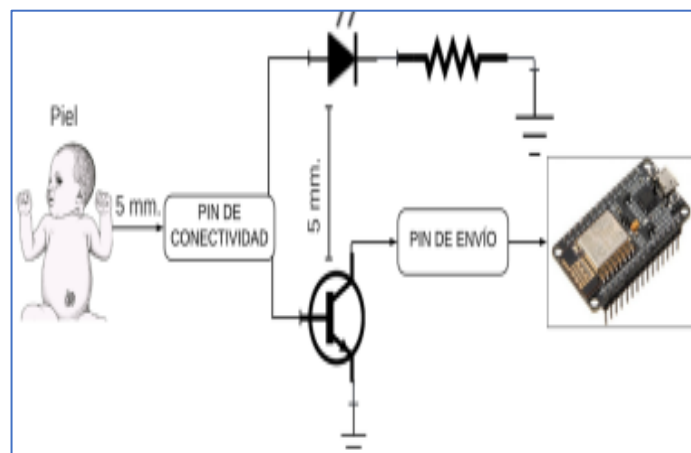 Piel
5 mm.
PIN DE
CONECTIVIDAD
5 mm.
PIN DE ENVÍO